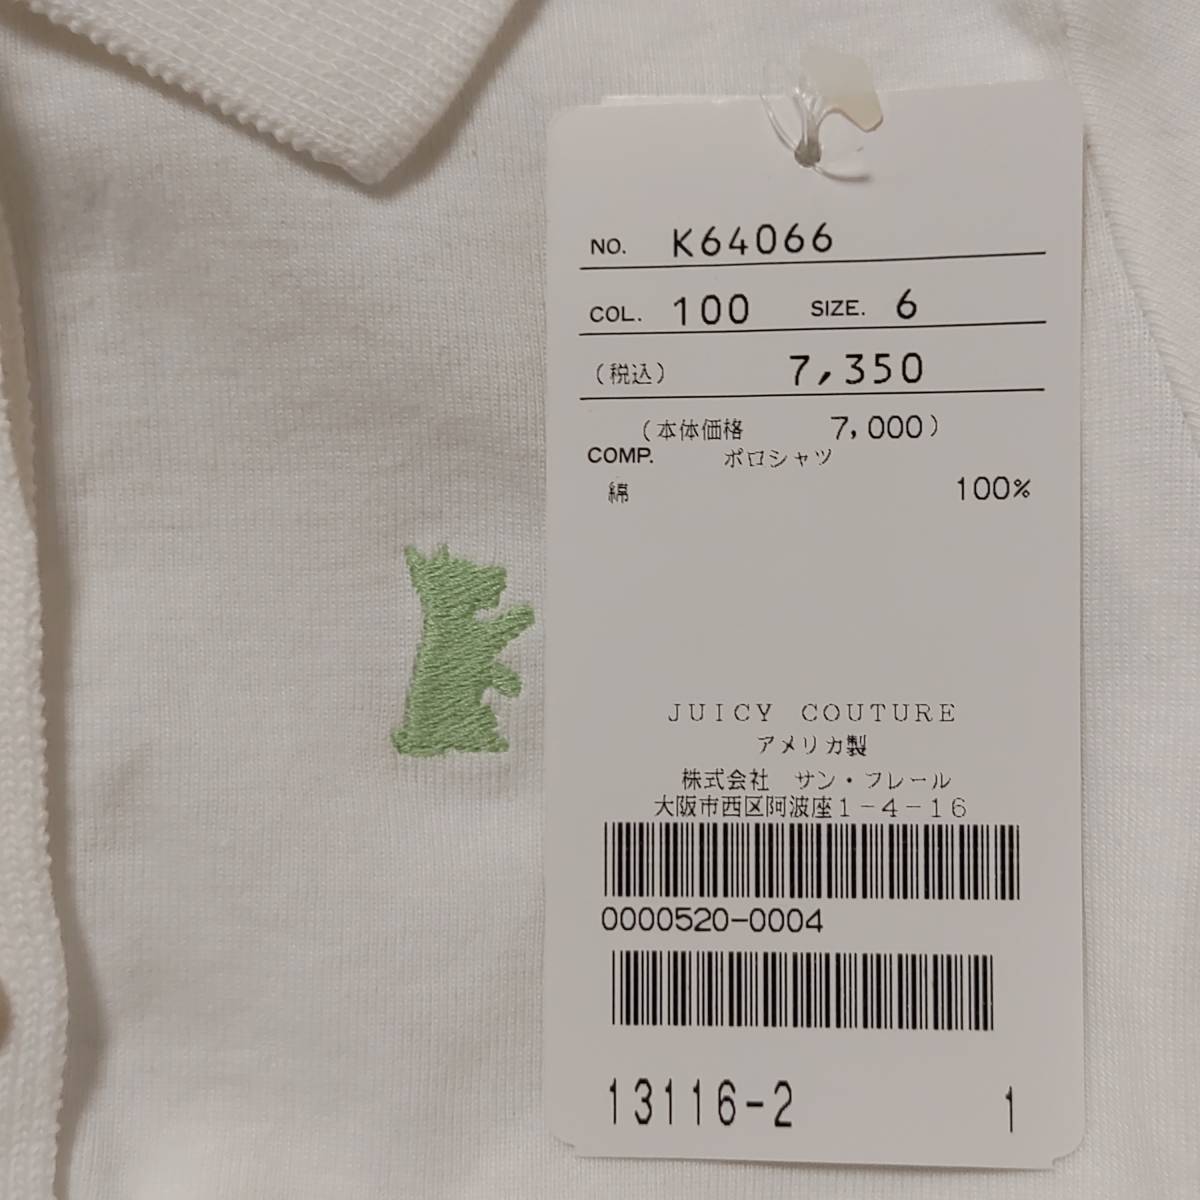 NO. K64066
COL. 100 SIZE. 6
(税込) 7,350
(本体価格 7,000)
COMP. ポロシャツ
綿 100%
JUICY COUTURE
アメリカ製
株式会社 サン・フレール
大阪市西区阿波座1-4-16
0000520-0004
13116-2 1